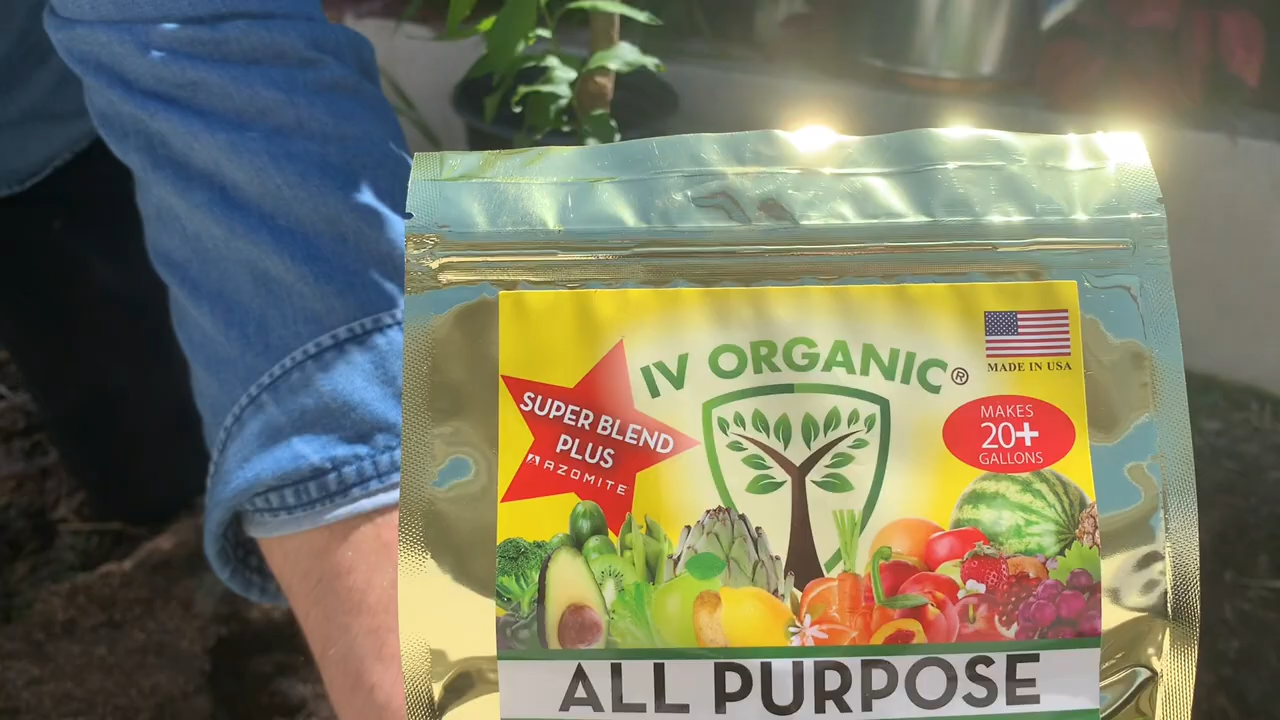 IV ORGANIC®
MADE IN USA
SUPER BLEND
PLUS
AZOMITE
MAKES
20+
GALLONS
ALL PURPOSE